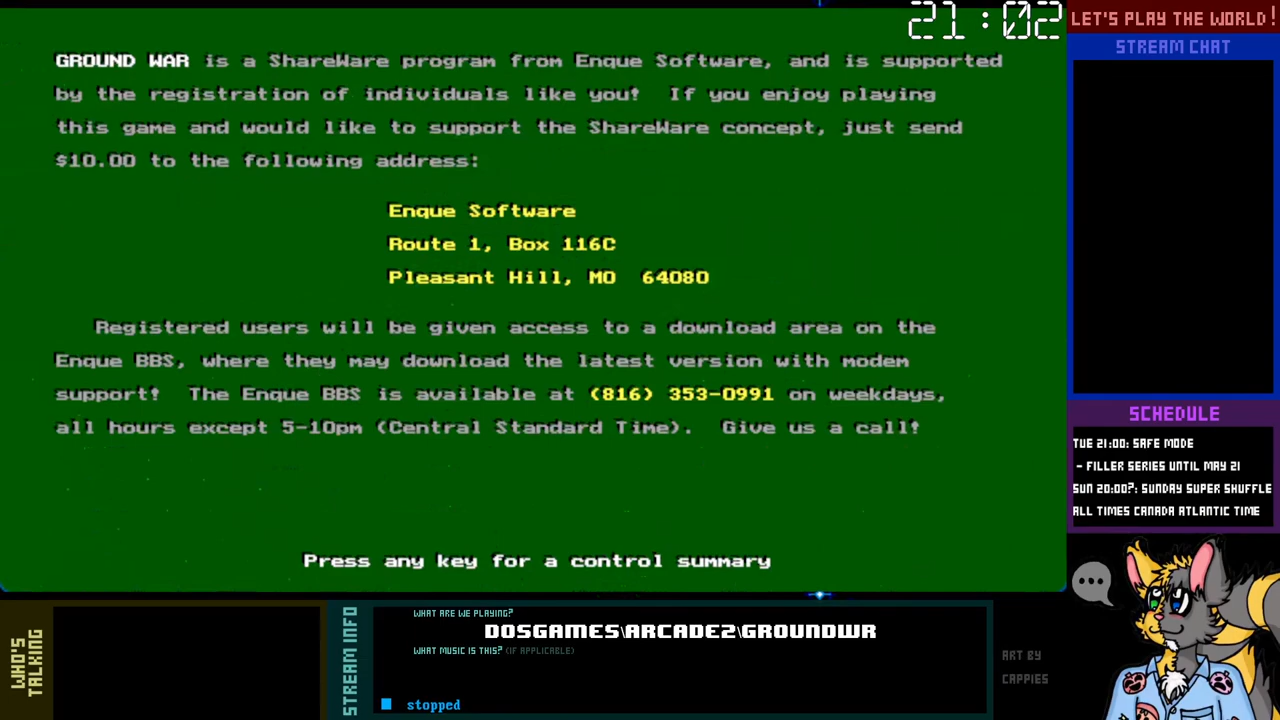 21:02
LET'S PLAY THE WORLD!
STREAM CHAT
GROUND WAR is a ShareWare program from Enque Software, and is supported
by the registration of individuals like you!  If you enjoy playing
this game and would like to support the ShareWare concept, just send
$10.00 to the following address:
Enque Software
Route 1, Box 116C
Pleasant Hill, MO  64080
Registered users will be given access to a download area on the
Enque BBS, where they may download the latest version with modem
support!  The Enque BBS is available at (816) 353-0991 on weekdays,
all hours except 5-10pm (Central Standard Time).  Give us a call!
Press any key for a control summary
SCHEDULE
TUE 21:00: SAFE MODE
- FILLER SERIES UNTIL MAY 21
SUN 20:00?: SUNDAY SUPER SHUFFLE
ALL TIMES CANADA ATLANTIC TIME
WHO'S
TALKING
STREAM INFO
WHAT ARE WE PLAYING?
DOSGAMES\ARCADE2\GROUNDWR
WHAT MUSIC IS THIS? (IF APPLICABLE)
stopped
ART BY
CAPPIES